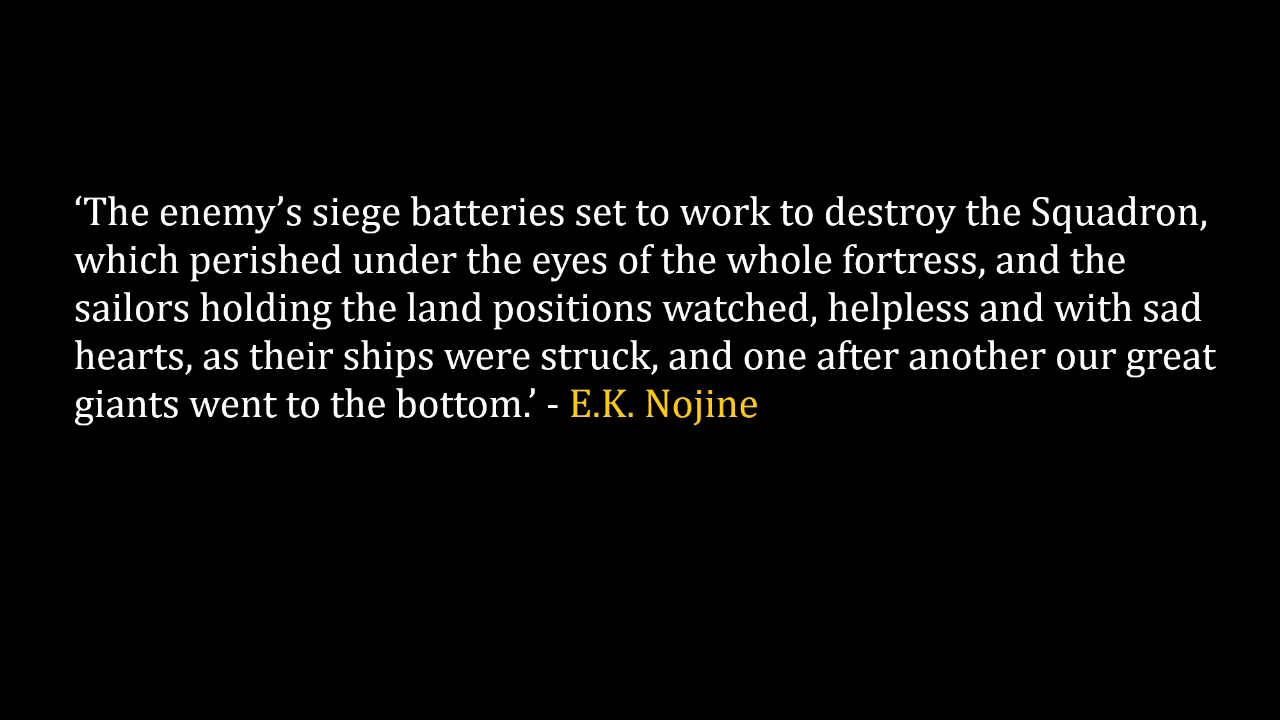 ‘The enemy’s siege batteries set to work to destroy the Squadron,
which perished under the eyes of the whole fortress, and the
sailors holding the land positions watched, helpless and with sad
hearts, as their ships were struck, and one after another our great
giants went to the bottom.’ - E.K. Nojine